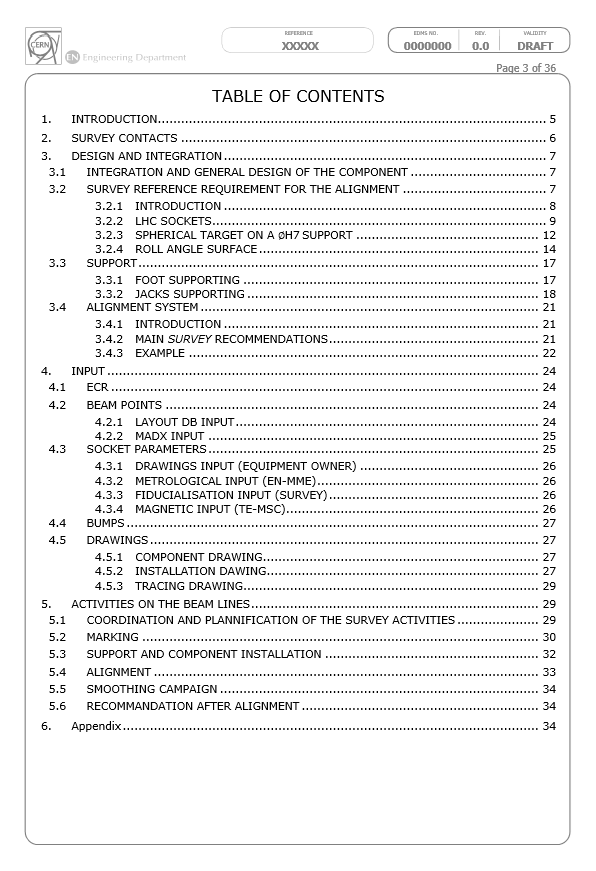 REFERENCE
XXXXX
EDMS NO. REV. VALIDITY
0000000 0.0 DRAFT
CERN
EN Engineering Department
Page 3 of 36
TABLE OF CONTENTS
1. INTRODUCTION 5
2. SURVEY CONTACTS 6
3. DESIGN AND INTEGRATION 7
3.1 INTEGRATION AND GENERAL DESIGN OF THE COMPONENT 7
3.2 SURVEY REFERENCE REQUIREMENT FOR THE ALIGNMENT 7
3.2.1 INTRODUCTION 8
3.2.2 LHC SOCKETS 9
3.2.3 SPHERICAL TARGET ON A ØH7 SUPPORT 12
3.2.4 ROLL ANGLE SURFACE 14
3.3 SUPPORT 17
3.3.1 FOOT SUPPORTING 17
3.3.2 JACKS SUPPORTING 18
3.4 ALIGNMENT SYSTEM 21
3.4.1 INTRODUCTION 21
3.4.2 MAIN SURVEY RECOMMENDATIONS 21
3.4.3 EXAMPLE 22
4. INPUT 24
4.1 ECR 24
4.2 BEAM POINTS 24
4.2.1 LAYOUT DB INPUT 24
4.2.2 MADX INPUT 25
4.3 SOCKET PARAMETERS 25
4.3.1 DRAWINGS INPUT (EQUIPMENT OWNER) 26
4.3.2 METROLOGICAL INPUT (EN-MME) 26
4.3.3 FIDUCIALISATION INPUT (SURVEY) 26
4.3.4 MAGNETIC INPUT (TE-MSC) 26
4.4 BUMPS 27
4.5 DRAWINGS 27
4.5.1 COMPONENT DRAWING 27
4.5.2 INSTALLATION DAWING 27
4.5.3 TRACING DRAWING 29
5. ACTIVITIES ON THE BEAM LINES 29
5.1 COORDINATION AND PLANNIFICATION OF THE SURVEY ACTIVITIES 29
5.2 MARKING 30
5.3 SUPPORT AND COMPONENT INSTALLATION 32
5.4 ALIGNMENT 33
5.5 SMOOTHING CAMPAIGN 34
5.6 RECOMMANDATION AFTER ALIGNMENT 34
6. Appendix 34